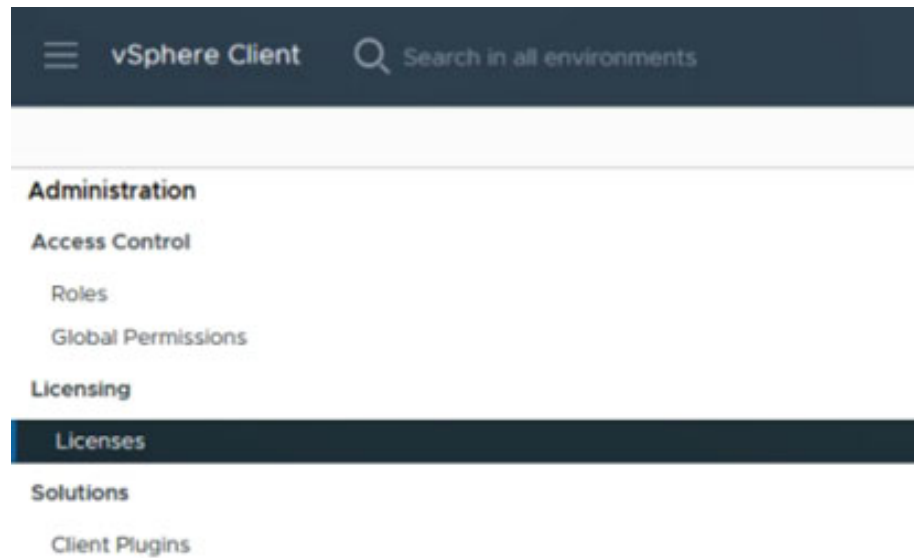 vSphere Client Search in all environments
Administration
Access Control
Roles
Global Permissions
Licensing
Licenses
Solutions
Client Plugins